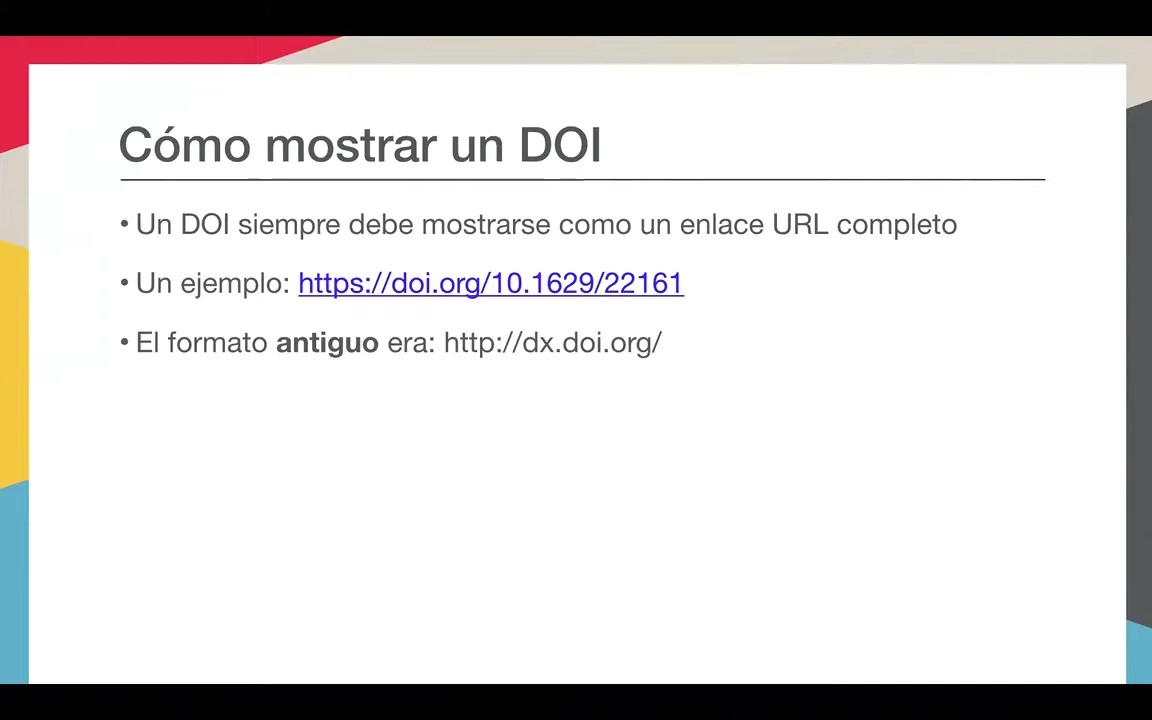 Cómo mostrar un DOI
• Un DOI siempre debe mostrarse como un enlace URL completo
• Un ejemplo: https://doi.org/10.1629/22161
• El formato antiguo era: http://dx.doi.org/